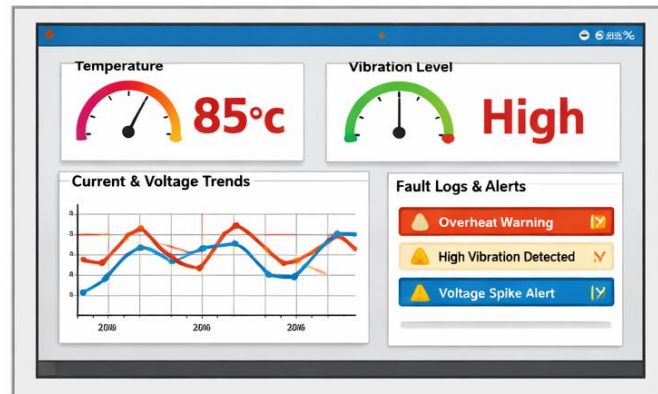 Temperature
85°C
Vibration Level
High
Current & Voltage Trends
Fault Logs & Alerts
Overheat Warning
High Vibration Detected
Voltage Spike Alert